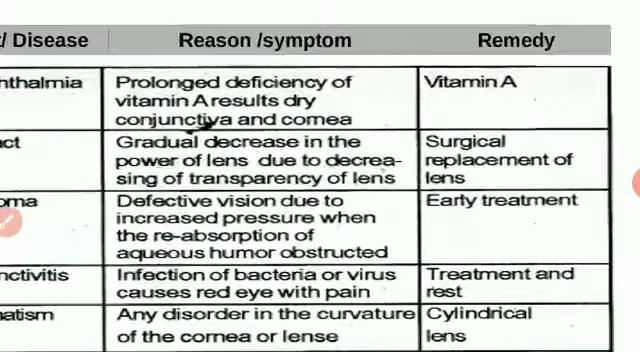 t/ Disease Reason /symptom Remedy
hthalmia Prolonged deficiency of Vitamin A
vitamin A results dry
conjunctiva and cornea
act Gradual decrease in the Surgical
power of lens due to decrea- replacement of
sing of transparency of lens lens
oma Defective vision due to Early treatment
increased pressure when
the re-absorption of
aqueous humor obstructed
nctivitis Infection of bacteria or virus Treatment and
causes red eye with pain rest
matism Any disorder in the curvature Cylindrical
of the cornea or lense lens